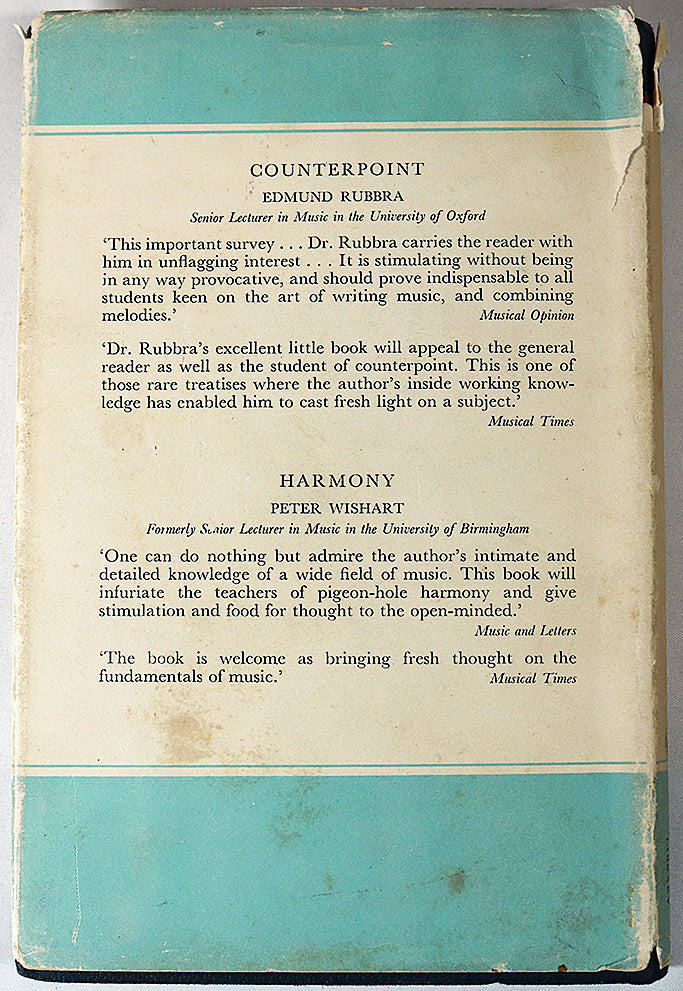 COUNTERPOINT
EDMUND RUBBRA
Senior Lecturer in Music in the University of Oxford
‘This important survey . . . Dr. Rubbra carries the reader with
him in unflagging interest . . . It is stimulating without being
in any way provocative, and should prove indispensable to all
students keen on the art of writing music, and combining
melodies.’ Musical Opinion
‘Dr. Rubbra’s excellent little book will appeal to the general
reader as well as the student of counterpoint. This is one of
those rare treatises where the author’s inside working know-
ledge has enabled him to cast fresh light on a subject.’
Musical Times
HARMONY
PETER WISHART
Formerly Senior Lecturer in Music in the University of Birmingham
‘One can do nothing but admire the author’s intimate and
detailed knowledge of a wide field of music. This book will
infuriate the teachers of pigeon-hole harmony and give
stimulation and food for thought to the open-minded.’
Music and Letters
‘The book is welcome as bringing fresh thought on the
fundamentals of music.’ Musical Times